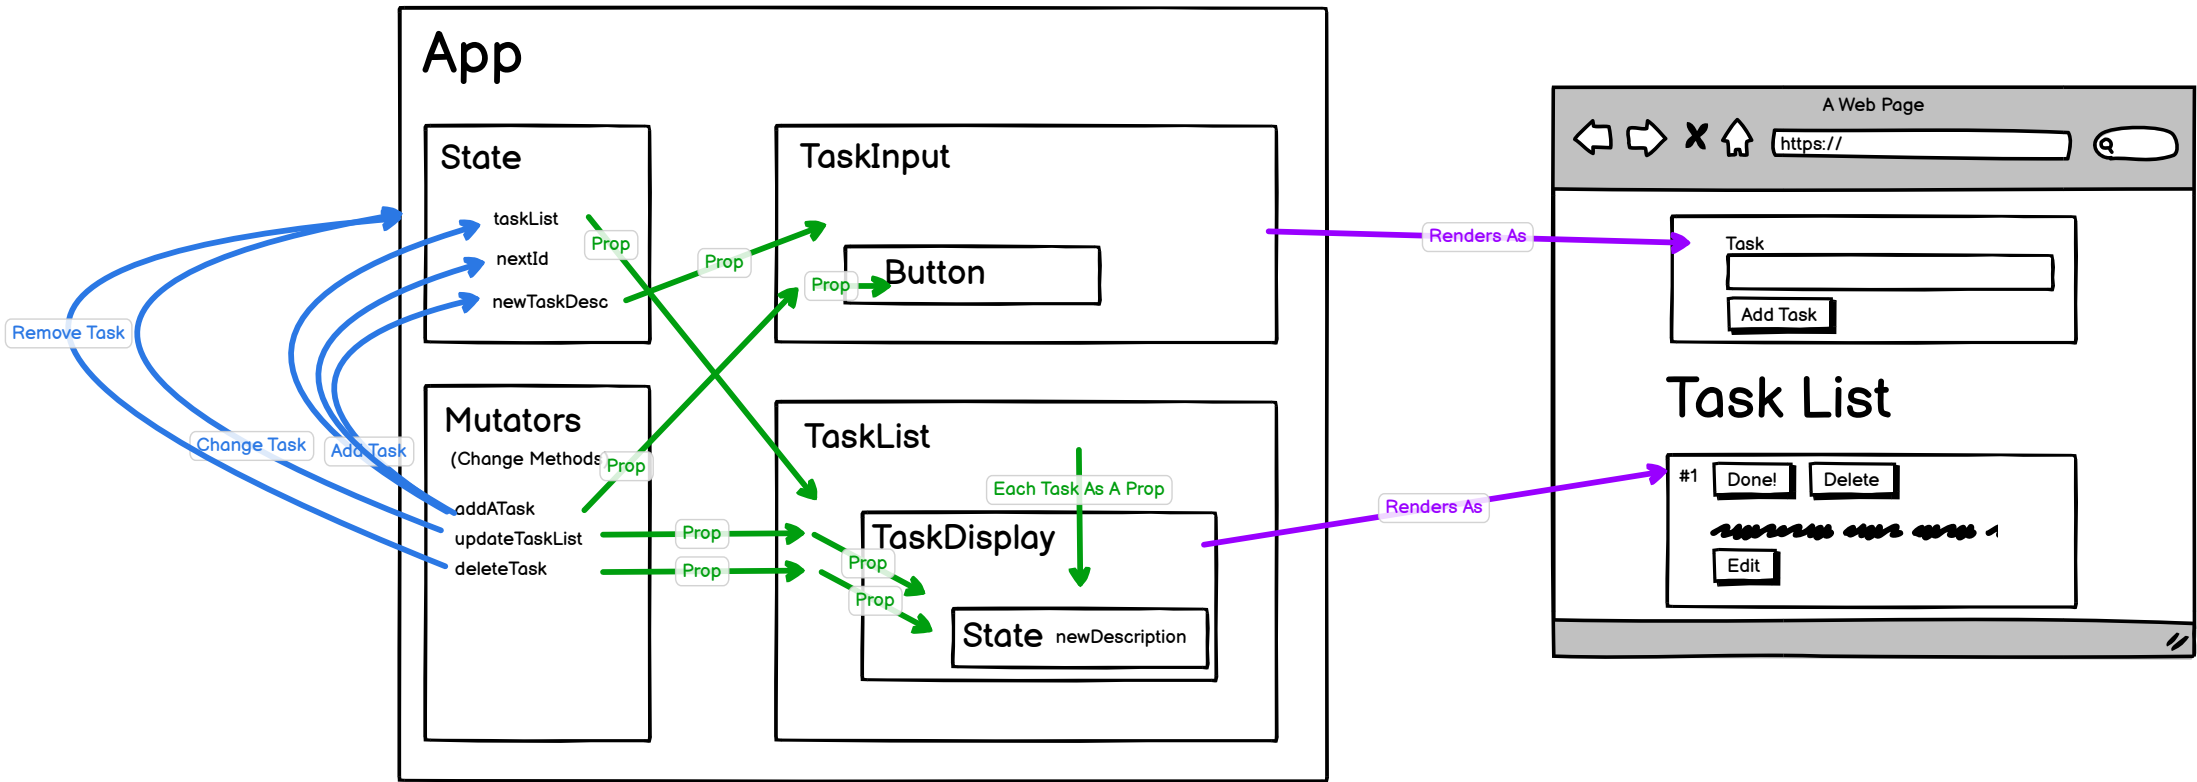 App
State
taskList
nextId
newTaskDesc
Prop
Prop
TaskInput
Prop
Button
Remove Task
Change Task
Add Task
Mutators
(Change Methods)
Prop
addATask
updateTaskList
deleteTask
Prop
Prop
TaskList
Each Task As A Prop
TaskDisplay
Prop
Prop
State newDescription
Renders As
Renders As
A Web Page
https://
Task
Add Task
Task List
#1 Done! Delete
Edit